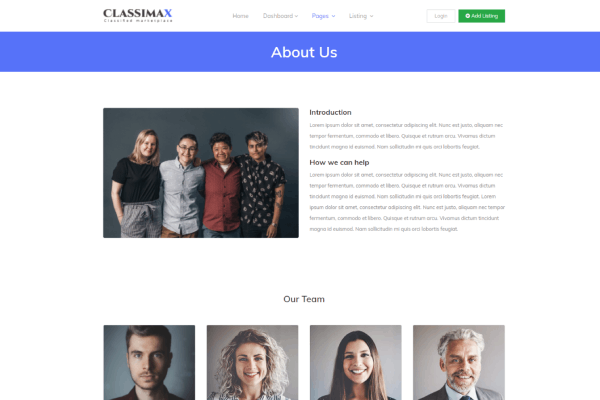 CLASSIMAX
Classified marketplace
Home Dashboard Pages Listing
Login Add Listing
About Us
Introduction
Lorem ipsum dolor sit amet, consectetur adipiscing elit. Nunc est justo, aliquam nec
tempor fermentum, commodo et libero. Quisque et rutrum arcu. Vivamus dictum
tincidunt magna id euismod. Nam sollicitudin mi quis orci lobortis feugiat.
How we can help
Lorem ipsum dolor sit amet, consectetur adipiscing elit. Nunc est justo, aliquam nec
tempor fermentum, commodo et libero. Quisque et rutrum arcu. Vivamus dictum
tincidunt magna id euismod. Nam sollicitudin mi quis orci lobortis feugiat. Lorem
ipsum dolor sit amet, consectetur adipiscing elit. Nunc est justo, aliquam nec tempor
fermentum, commodo et libero. Quisque et rutrum arcu. Vivamus dictum tincidunt
magna id euismod. Nam sollicitudin mi quis orci lobortis feugiat.
Our Team